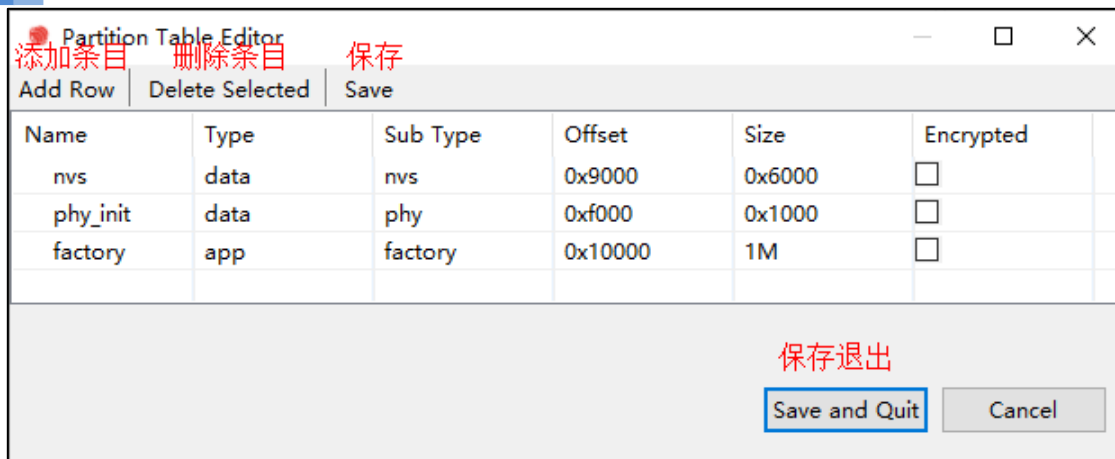 Partition Table Editor
添加条目 删除条目 保存
Add Row Delete Selected Save
Name Type Sub Type Offset Size Encrypted
nvs data nvs 0x9000 0x6000
phy_init data phy 0xf000 0x1000
factory app factory 0x10000 1M
保存退出
Save and Quit Cancel